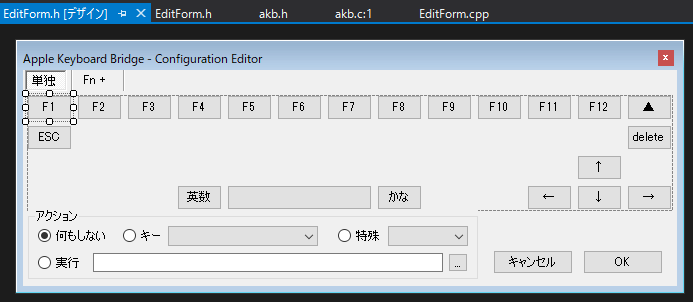 EditForm.h [デザイン] EditForm.h akb.h akb.c:1 EditForm.cpp
Apple Keyboard Bridge - Configuration Editor
単独 Fn +
F1 F2 F3 F4 F5 F6 F7 F8 F9 F10 F11 F12 ▲
ESC delete
↑
英数 かな ← ↓ →
アクション
何もしない キー 特殊
実行 ... キャンセル OK